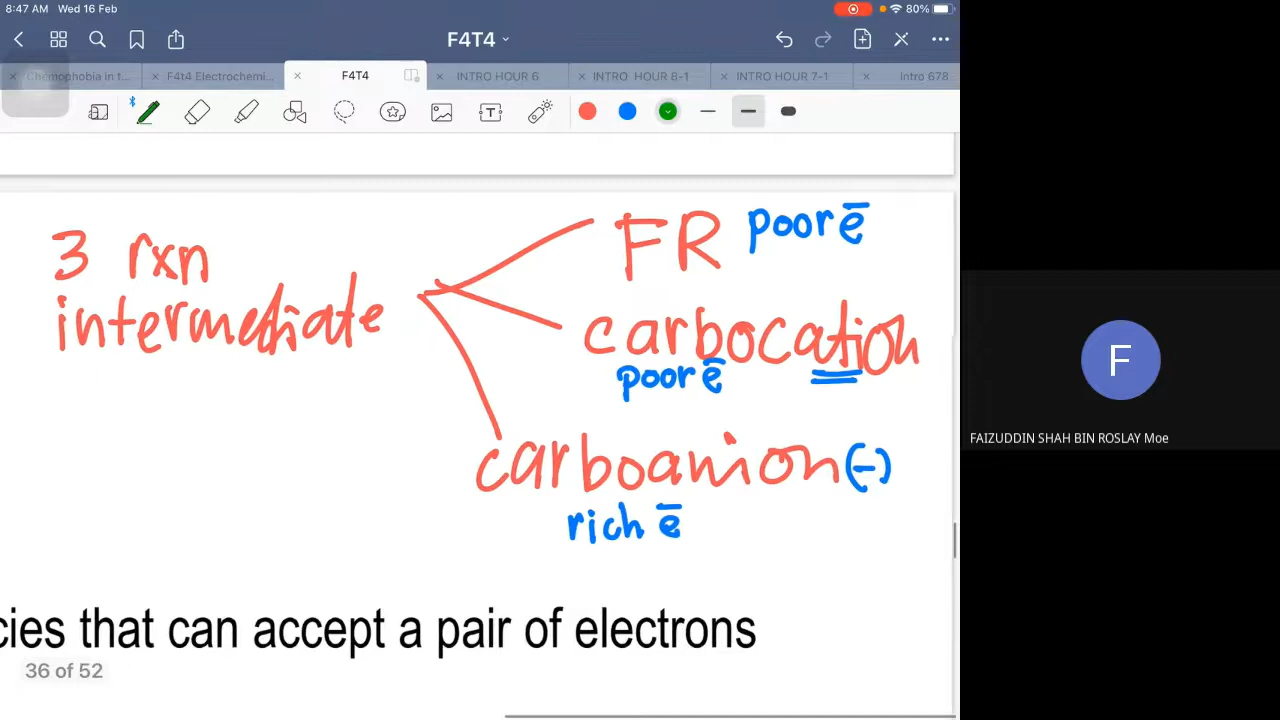 8:47 AM Wed 16 Feb
80%
F4T4
Chemophobia in t...
F4t4 Electrochemi...
F4T4
INTRO HOUR 6
INTRO HOUR 6-1
INTRO HOUR 7-1
Intro 678
T
3 rxn
intermediate
FR poor ē
carbocation
poor ē
carboanion (-)
rich ē
cies that can accept a pair of electrons
36 of 52
F
FAIZUDDIN SHAH BIN ROSLAY Moe